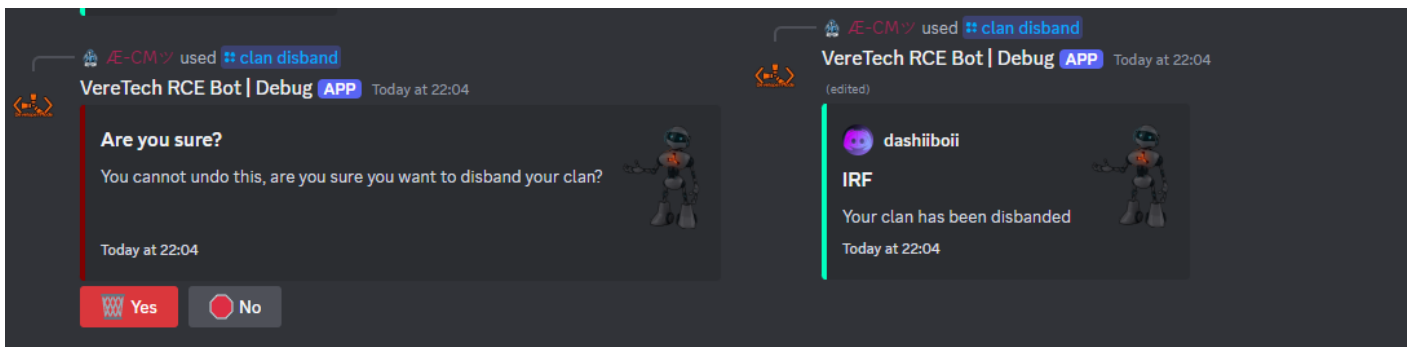 Æ-CMツ used clan disband
VereTech RCE Bot | Debug APP Today at 22:04
Are you sure?
You cannot undo this, are you sure you want to disband your clan?
Today at 22:04
Yes No
Æ-CMツ used clan disband
VereTech RCE Bot | Debug APP Today at 22:04
(edited)
dashiiboii
IRF
Your clan has been disbanded
Today at 22:04